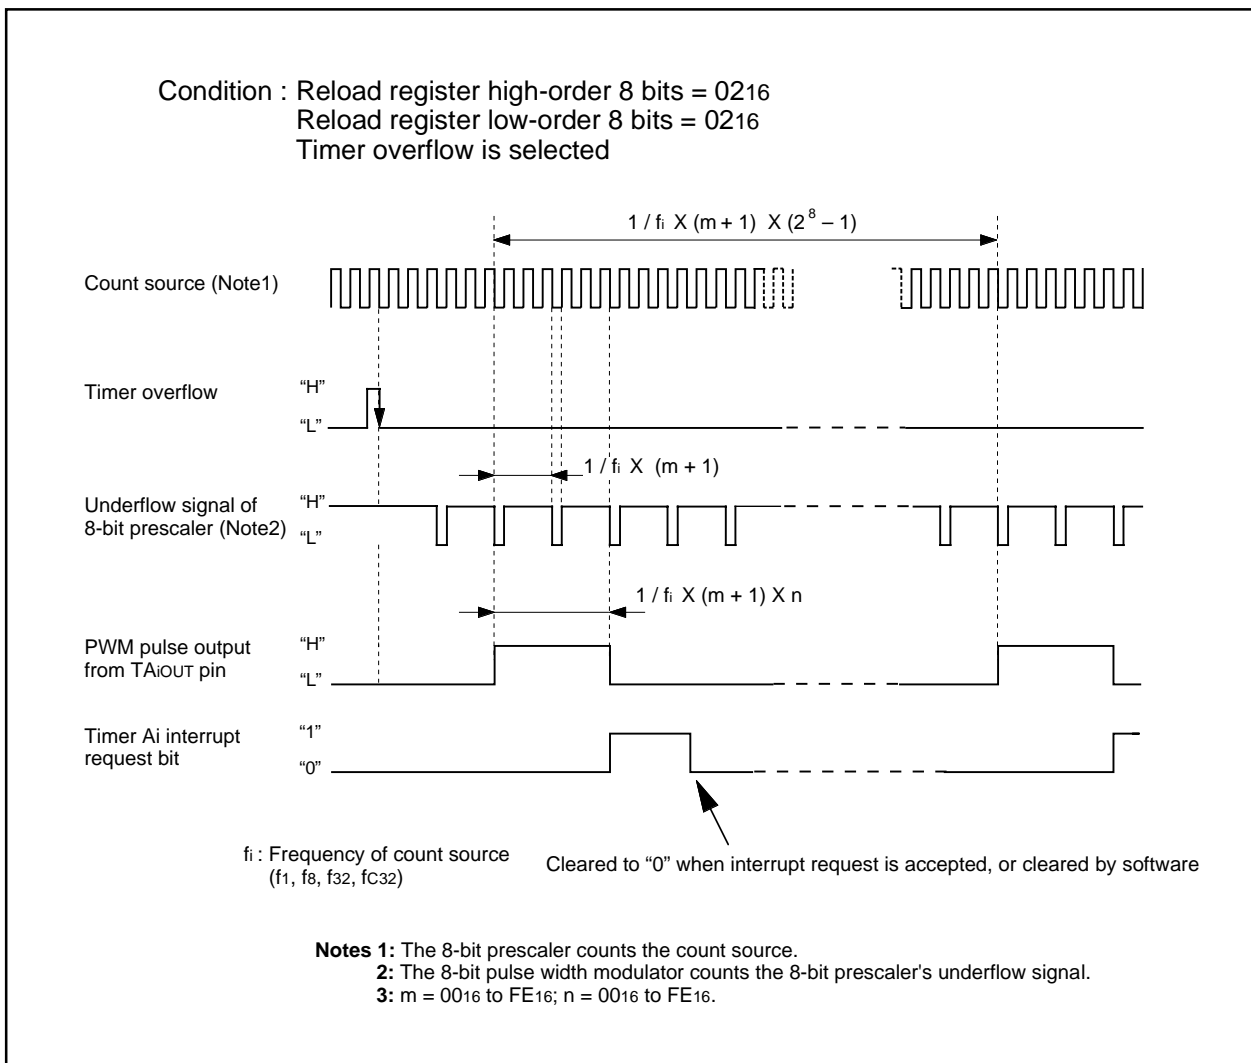 Condition : Reload register high-order 8 bits = 0216
Reload register low-order 8 bits = 0216
Timer overflow is selected
1 / fi X (m + 1) X (2^8 – 1)
Count source (Note1)
Timer overflow
“H”
“L”
1 / fi X (m + 1)
Underflow signal of
8-bit prescaler (Note2)
“H”
“L”
1 / fi X (m + 1) X n
PWM pulse output
from TAiOUT pin
“H”
“L”
Timer Ai interrupt
request bit
“1”
“0”
fi : Frequency of count source
(f1, f8, f32, fC32)
Cleared to “0” when interrupt request is accepted, or cleared by software
Notes 1: The 8-bit prescaler counts the count source.
2: The 8-bit pulse width modulator counts the 8-bit prescaler's underflow signal.
3: m = 0016 to FE16; n = 0016 to FE16.